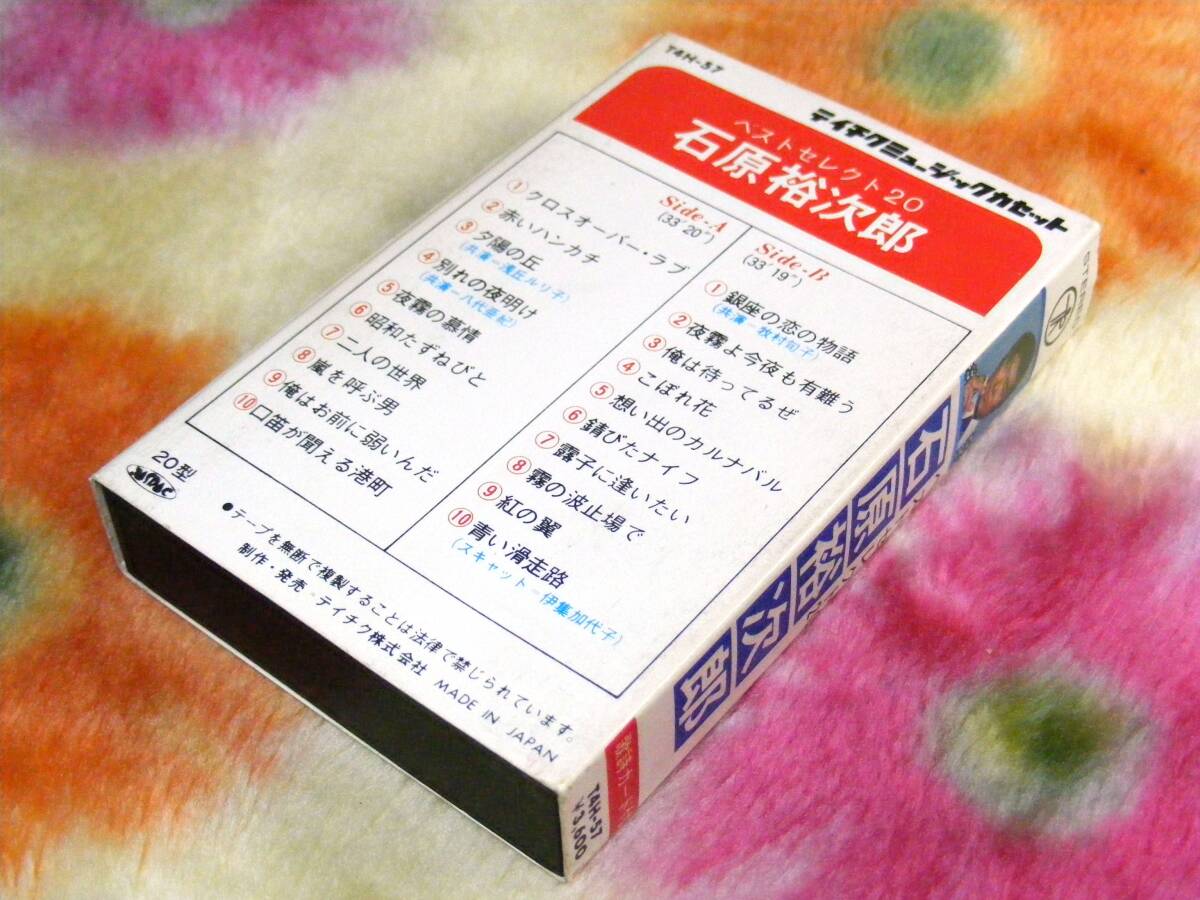 T4H-57
テイチクミュージックカセット
ベストセレクト20
石原裕次郎
Side-A
(33′20″)
① クロスオーバー・ラブ
② 赤いハンカチ
③ 夕陽の丘
(共演−浅丘ルリ子)
④ 別れの夜明け
(共演−八代亜紀)
⑤ 夜霧の慕情
⑥ 昭和たずねびと
⑦ 二人の世界
⑧ 嵐を呼ぶ男
⑨ 俺はお前に弱いんだ
⑩ 口笛が聞える港町
Side-B
(33′19″)
① 銀座の恋の物語
(共演−牧村旬子)
② 夜霧よ今夜も有難う
③ 俺は待ってるぜ
④ こぼれ花
⑤ 想い出のカルナバル
⑥ 錆びたナイフ
⑦ 露子に逢いたい
⑧ 霧の波止場で
⑨ 紅の翼
⑩ 青い滑走路
(スキャット−伊集加代子)
20型
●テープを無断で複製することは法律で禁じられています。
制作・発売 テイチク株式会社 MADE IN JAPAN
石原裕次郎
歌詩カード
T4H-57
¥3,600